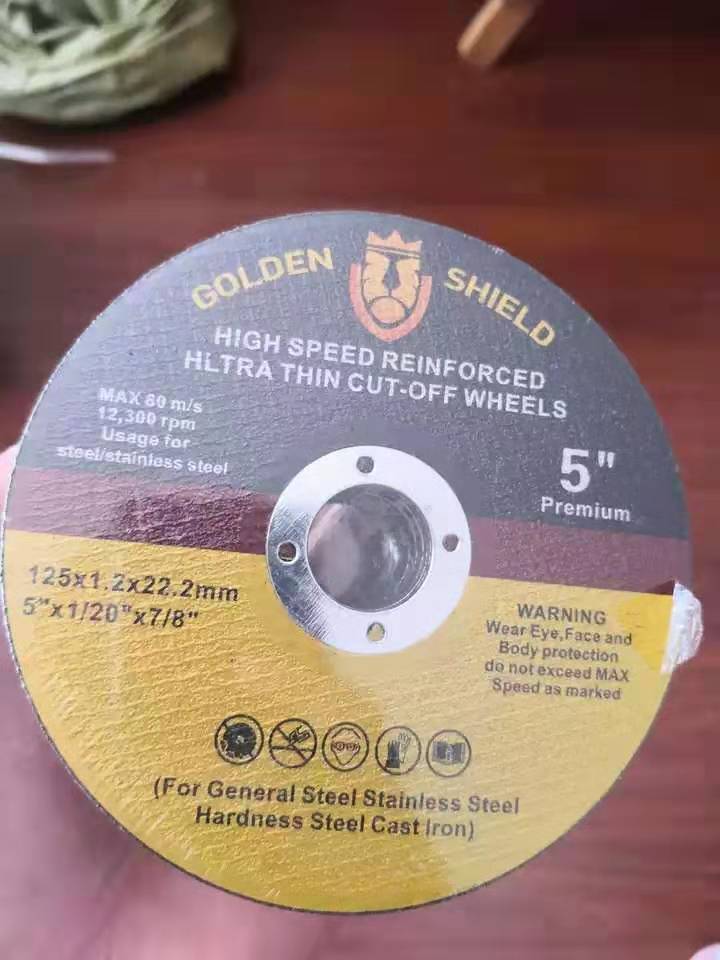 GOLDEN SHIELD
HIGH SPEED REINFORCED
HLTRA THIN CUT-OFF WHEELS
MAX 80 m/s
12,300 rpm
Usage for
steel/stainless steel
5"
Premium
125x1.2x22.2mm
5"x1/20"x7/8"
WARNING
Wear Eye,Face and
Body protection
do not exceed MAX
Speed as marked
(For General Steel Stainless Steel
Hardness Steel Cast Iron)